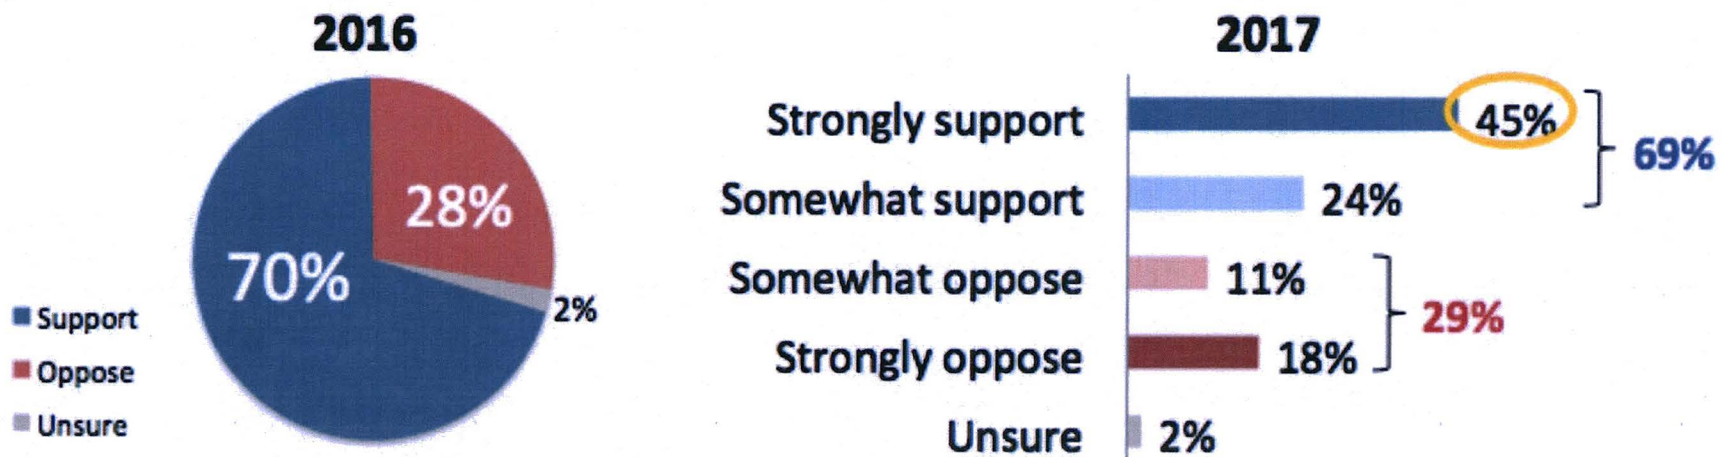 2016
28%
70%
2%
Support
Oppose
Unsure
2017
Strongly support 45%
69%
Somewhat support 24%
Somewhat oppose 11%
29%
Strongly oppose 18%
Unsure 2%